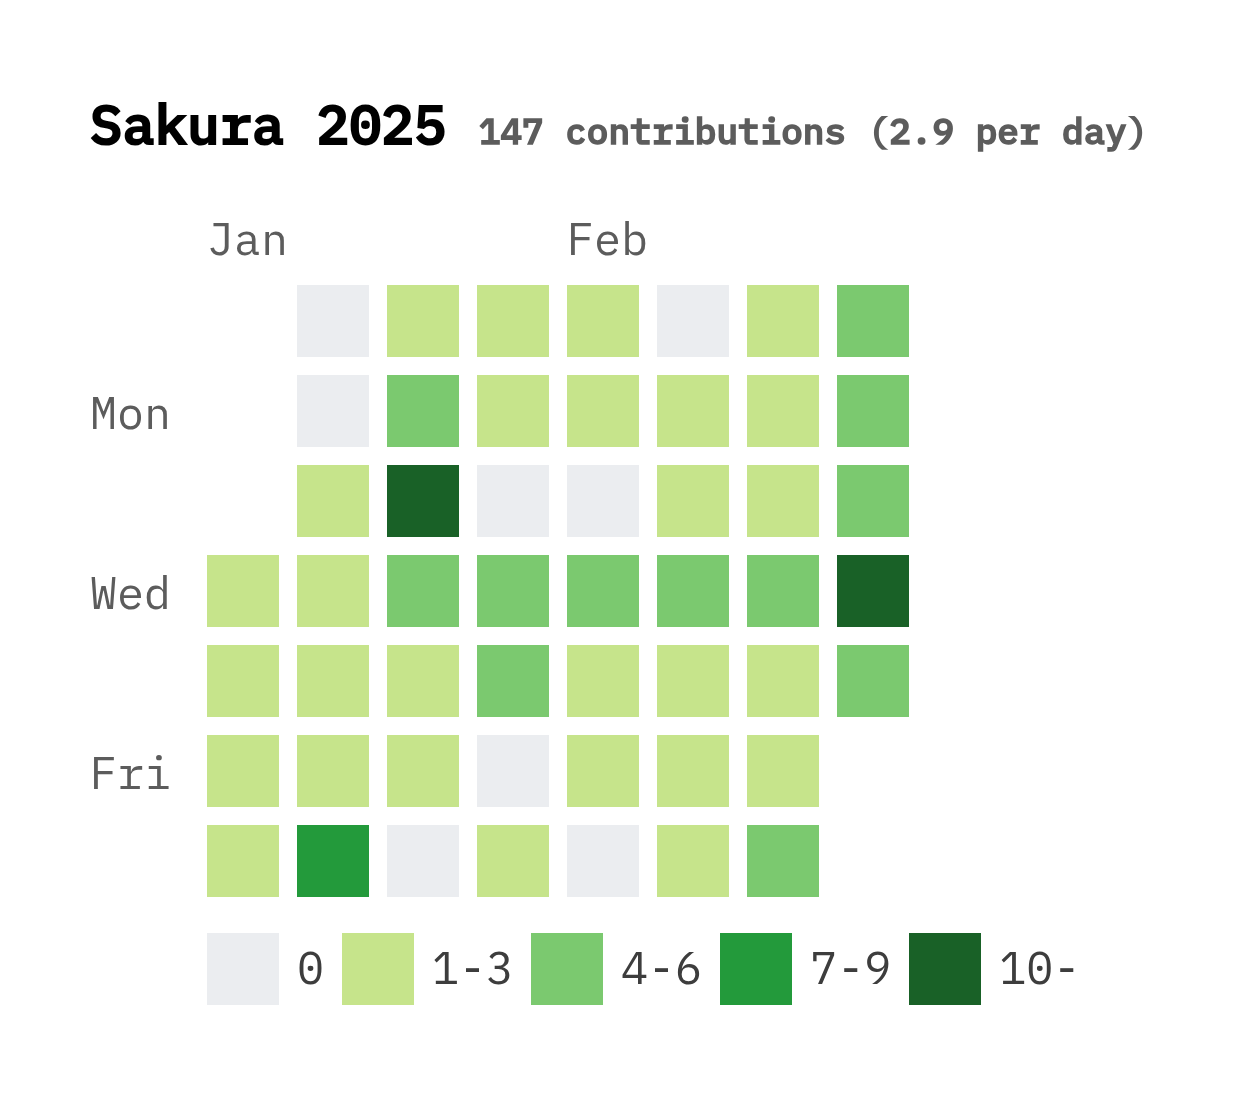 Sakura 2025 147 contributions (2.9 per day)
Jan Feb
Mon
Wed
Fri
0 1-3 4-6 7-9 10-